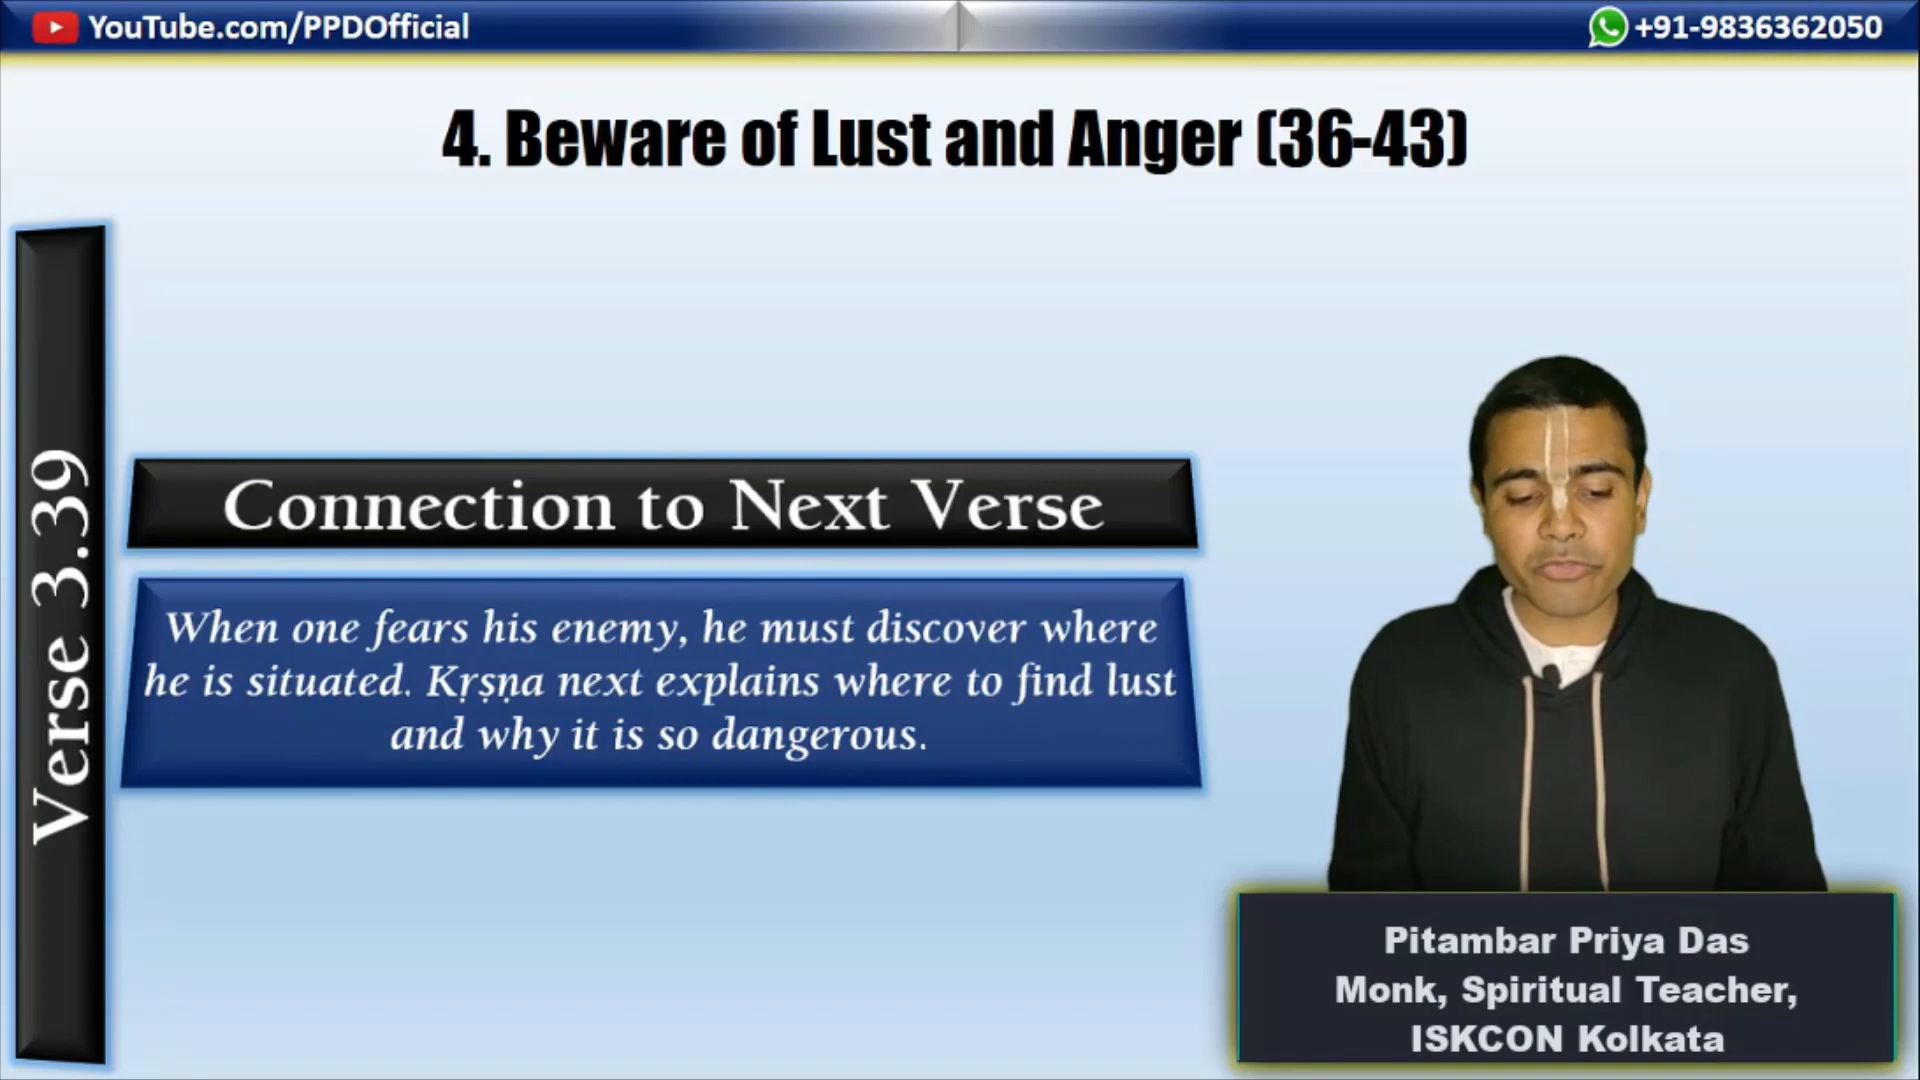 YouTube.com/PPDOfficial
+91-9836362050
4. Beware of Lust and Anger (36-43)
Verse 3.39
Connection to Next Verse
When one fears his enemy, he must discover where
he is situated. Kṛṣṇa next explains where to find lust
and why it is so dangerous.
Pitambar Priya Das
Monk, Spiritual Teacher,
ISKCON Kolkata